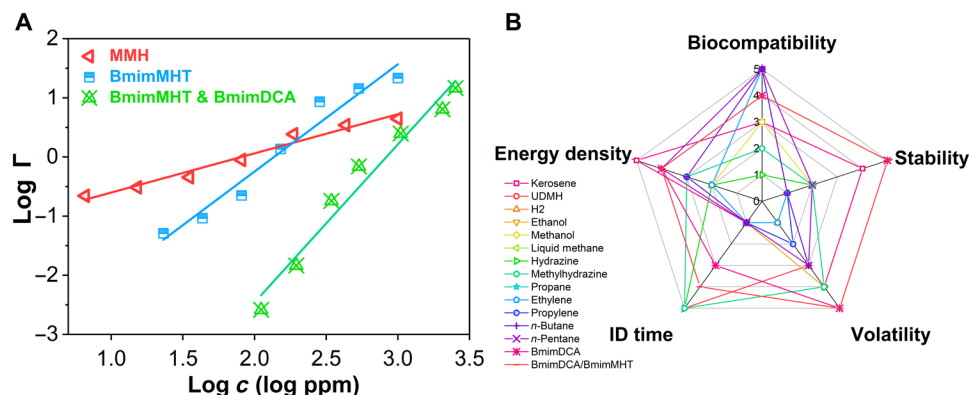 A
B
2
1
0
−1
−2
−3
Log Γ
MMH
BmimMHT
BmimMHT & BmimDCA
1.0
1.5
2.0
2.5
3.0
3.5
Log c (log ppm)
Biocompatibility
Energy density
Stability
ID time
Volatility
5
4
3
2
1
0
Kerosene
UDMH
H2
Ethanol
Methanol
Liquid methane
Hydrazine
Methylhydrazine
Propane
Ethylene
Propylene
n-Butane
n-Pentane
BmimDCA
BmimDCA/BmimMHT